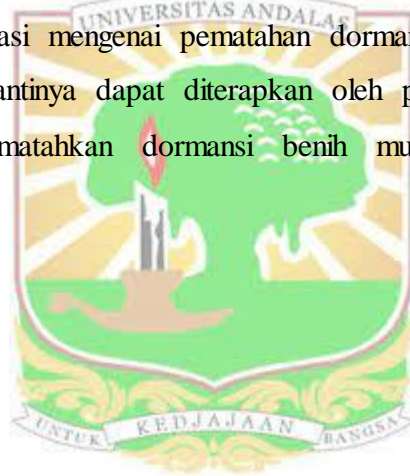 UNIVERSITAS ANDALAS
asi mengenai pematahan dorman
antinya dapat diterapkan oleh p
matahkan dormansi benih mu
UNTUK KEDJAJAAN BANGSA